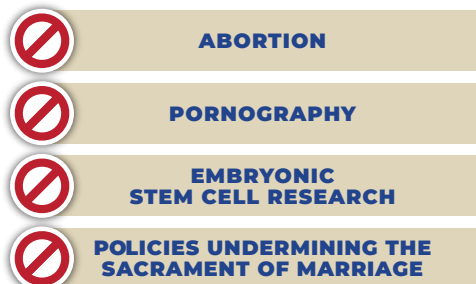 ABORTION
PORNOGRAPHY
EMBRYONIC
STEM CELL RESEARCH
POLICIES UNDERMINING THE
SACRAMENT OF MARRIAGE